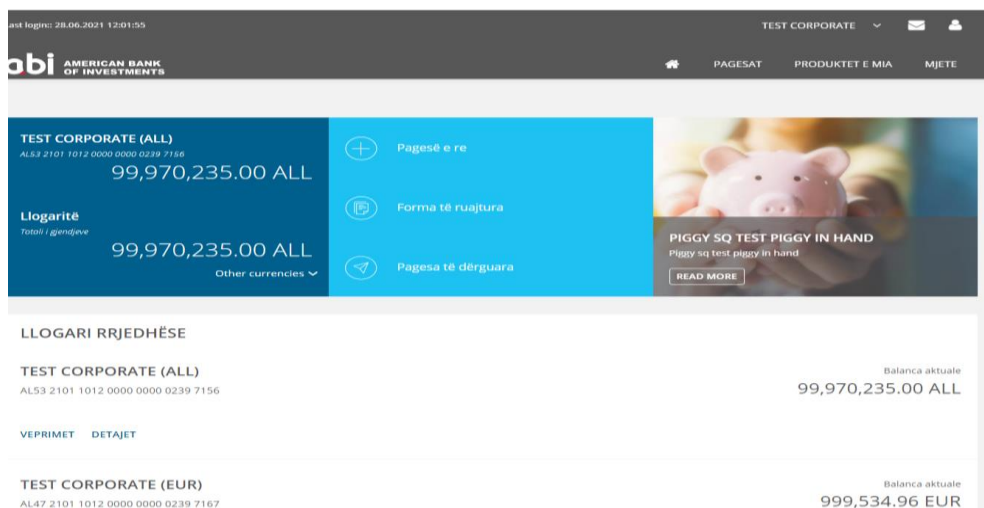 ast login:: 28.06.2021 12:01:55
TEST CORPORATE
abi AMERICAN BANK
OF INVESTMENTS
PAGESAT PRODUKTET E MIA MJETE
TEST CORPORATE (ALL)
AL53 2101 1012 0000 0000 0239 7156
99,970,235.00 ALL
Llogaritë
Totali i gjendjeve
99,970,235.00 ALL
Other currencies
Pagesë e re
Forma të ruajtura
Pagesa të dërguara
PIGGY SQ TEST PIGGY IN HAND
Piggy sq test piggy in hand
READ MORE
LLOGARI RRJEDHËSE
TEST CORPORATE (ALL)
AL53 2101 1012 0000 0000 0239 7156
Balanca aktuale
99,970,235.00 ALL
VEPRIMET DETAJET
TEST CORPORATE (EUR)
AL47 2101 1012 0000 0000 0239 7167
Balanca aktuale
999,534.96 EUR